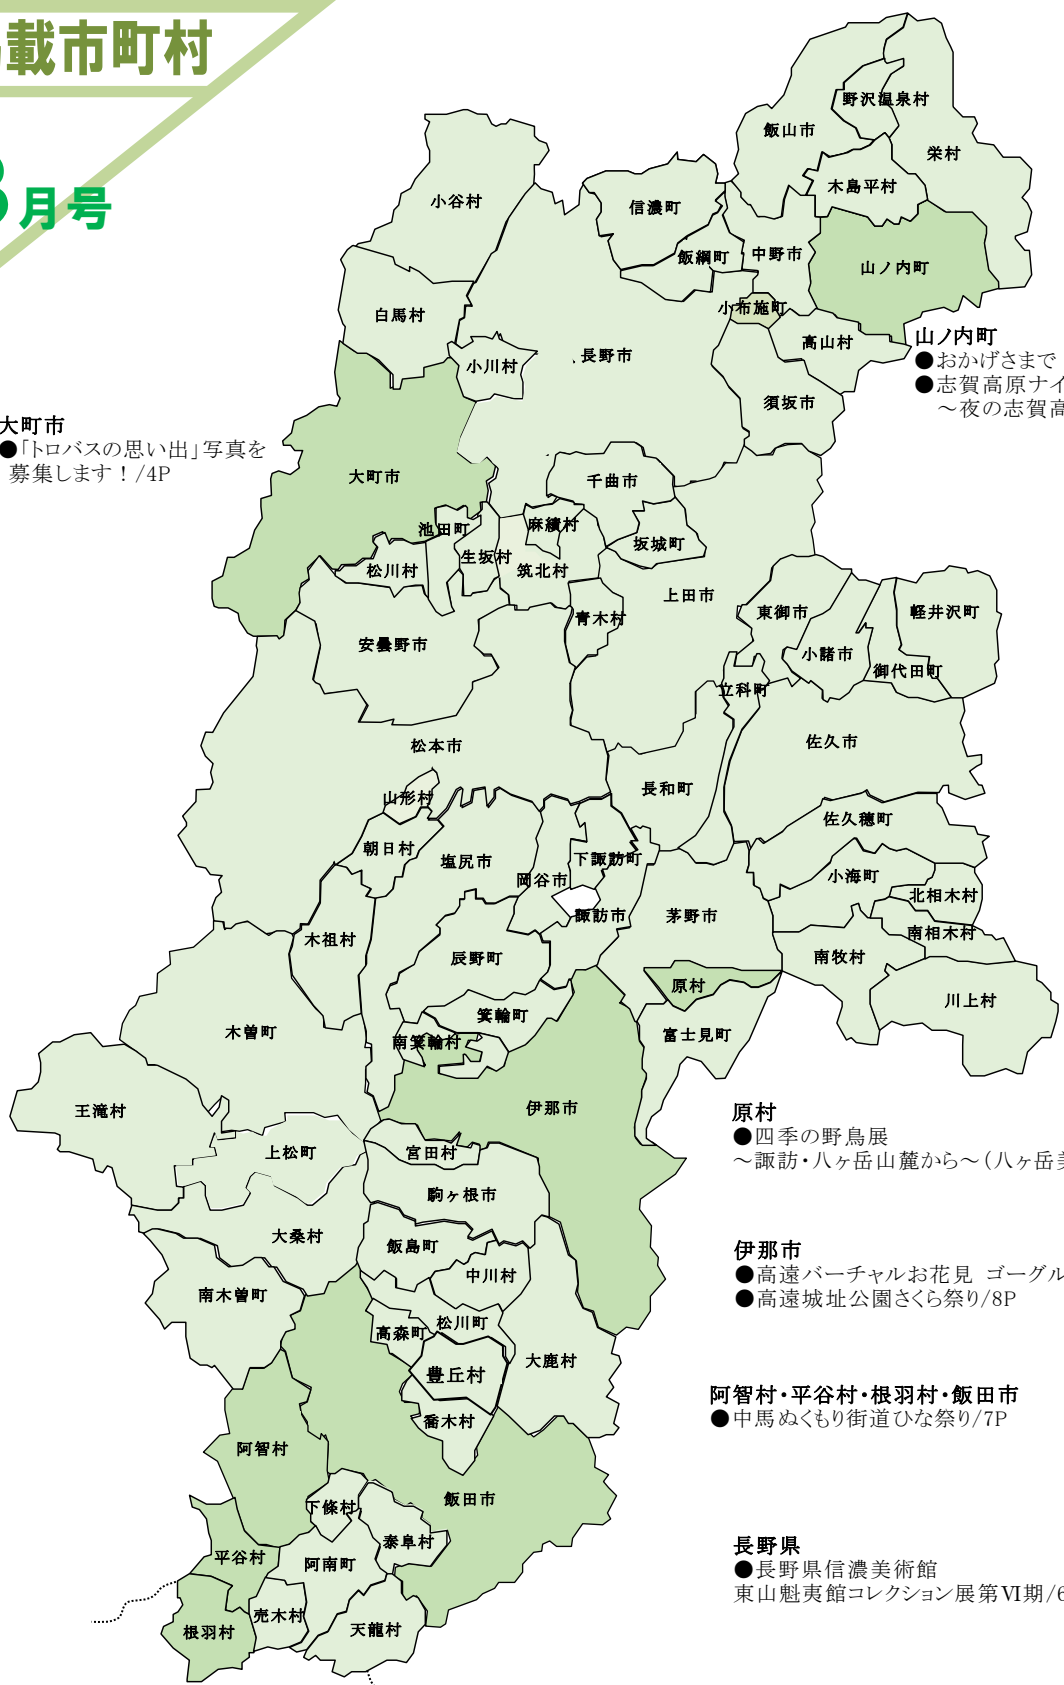 載市町村
3月号
野沢温泉村
飯山市
栄村
木島平村
小谷村
信濃町
飯綱町
中野市
山ノ内町
小布施町
白馬村
高山村
長野市
小川村
須坂市
山ノ内町
●おかげさまで
●志賀高原ナイ
～夜の志賀高
大町市
●「トロバスの思い出」写真を
募集します！/4P
大町市
千曲市
池田町
麻績村
坂城町
生坂村
松川村
筑北村
上田市
青木村
東御市
軽井沢町
安曇野市
小諸市
御代田町
立科町
松本市
佐久市
長和町
山形村
佐久穂町
朝日村
塩尻市
下諏訪町
岡谷市
小海町
北相木村
諏訪市
茅野市
木祖村
南相木村
辰野町
南牧村
原村
川上村
箕輪町
木曽町
南箕輪村
富士見町
王滝村
伊那市
原村
●四季の野鳥展
～諏訪・八ヶ岳山麓から～（八ヶ岳美
上松町
宮田村
駒ヶ根市
大桑村
飯島町
伊那市
●高遠バーチャルお花見 ゴーグル
●高遠城址公園さくら祭り/8P
中川村
南木曽町
松川町
高森町
大鹿村
豊丘村
阿智村・平谷村・根羽村・飯田市
●中馬ぬくもり街道ひな祭り/7P
喬木村
阿智村
飯田市
下條村
泰阜村
平谷村
阿南町
長野県
●長野県信濃美術館
東山魁夷館コレクション展第Ⅵ期/6
売木村
根羽村
天龍村